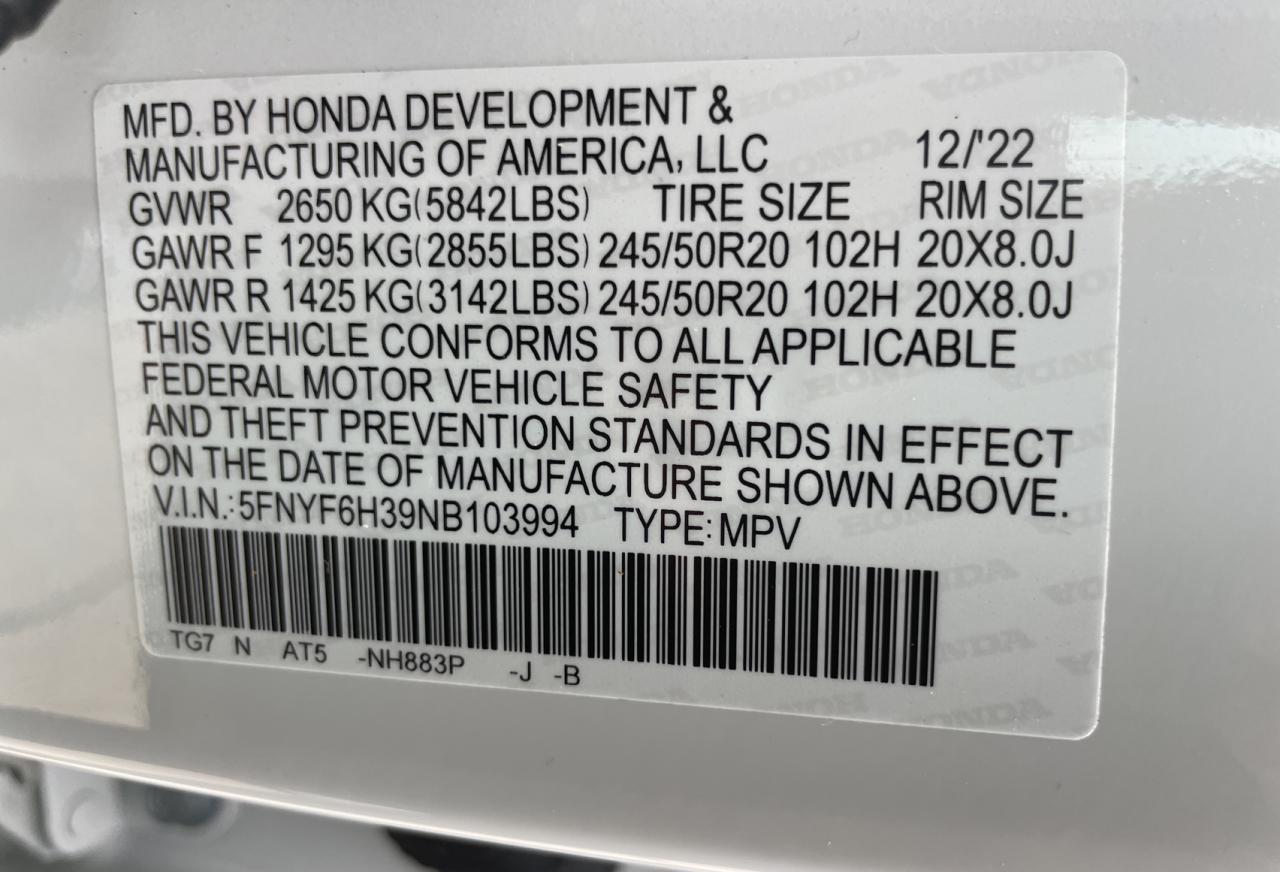 MFD. BY HONDA DEVELOPMENT &
MANUFACTURING OF AMERICA, LLC 12/'22
GVWR 2650 KG(5842LBS) TIRE SIZE RIM SIZE
GAWR F 1295 KG(2855LBS) 245/50R20 102H 20X8.0J
GAWR R 1425 KG(3142LBS) 245/50R20 102H 20X8.0J
THIS VEHICLE CONFORMS TO ALL APPLICABLE
FEDERAL MOTOR VEHICLE SAFETY
AND THEFT PREVENTION STANDARDS IN EFFECT
ON THE DATE OF MANUFACTURE SHOWN ABOVE.
V.I.N.:5FNYF6H39NB103994 TYPE:MPV
TG7 N AT5 -NH883P -J -B